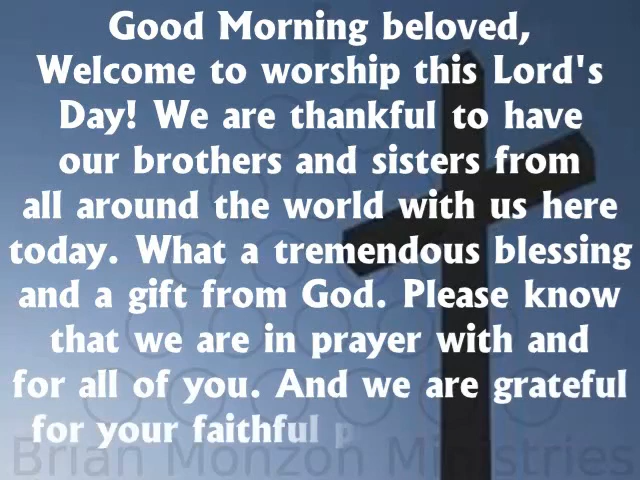 Good Morning beloved,
Welcome to worship this Lord's
Day! We are thankful to have
our brothers and sisters from
all around the world with us here
today. What a tremendous blessing
and a gift from God. Please know
that we are in prayer with and
for all of you. And we are grateful
for your faithful p
Brian Monzon Ministries